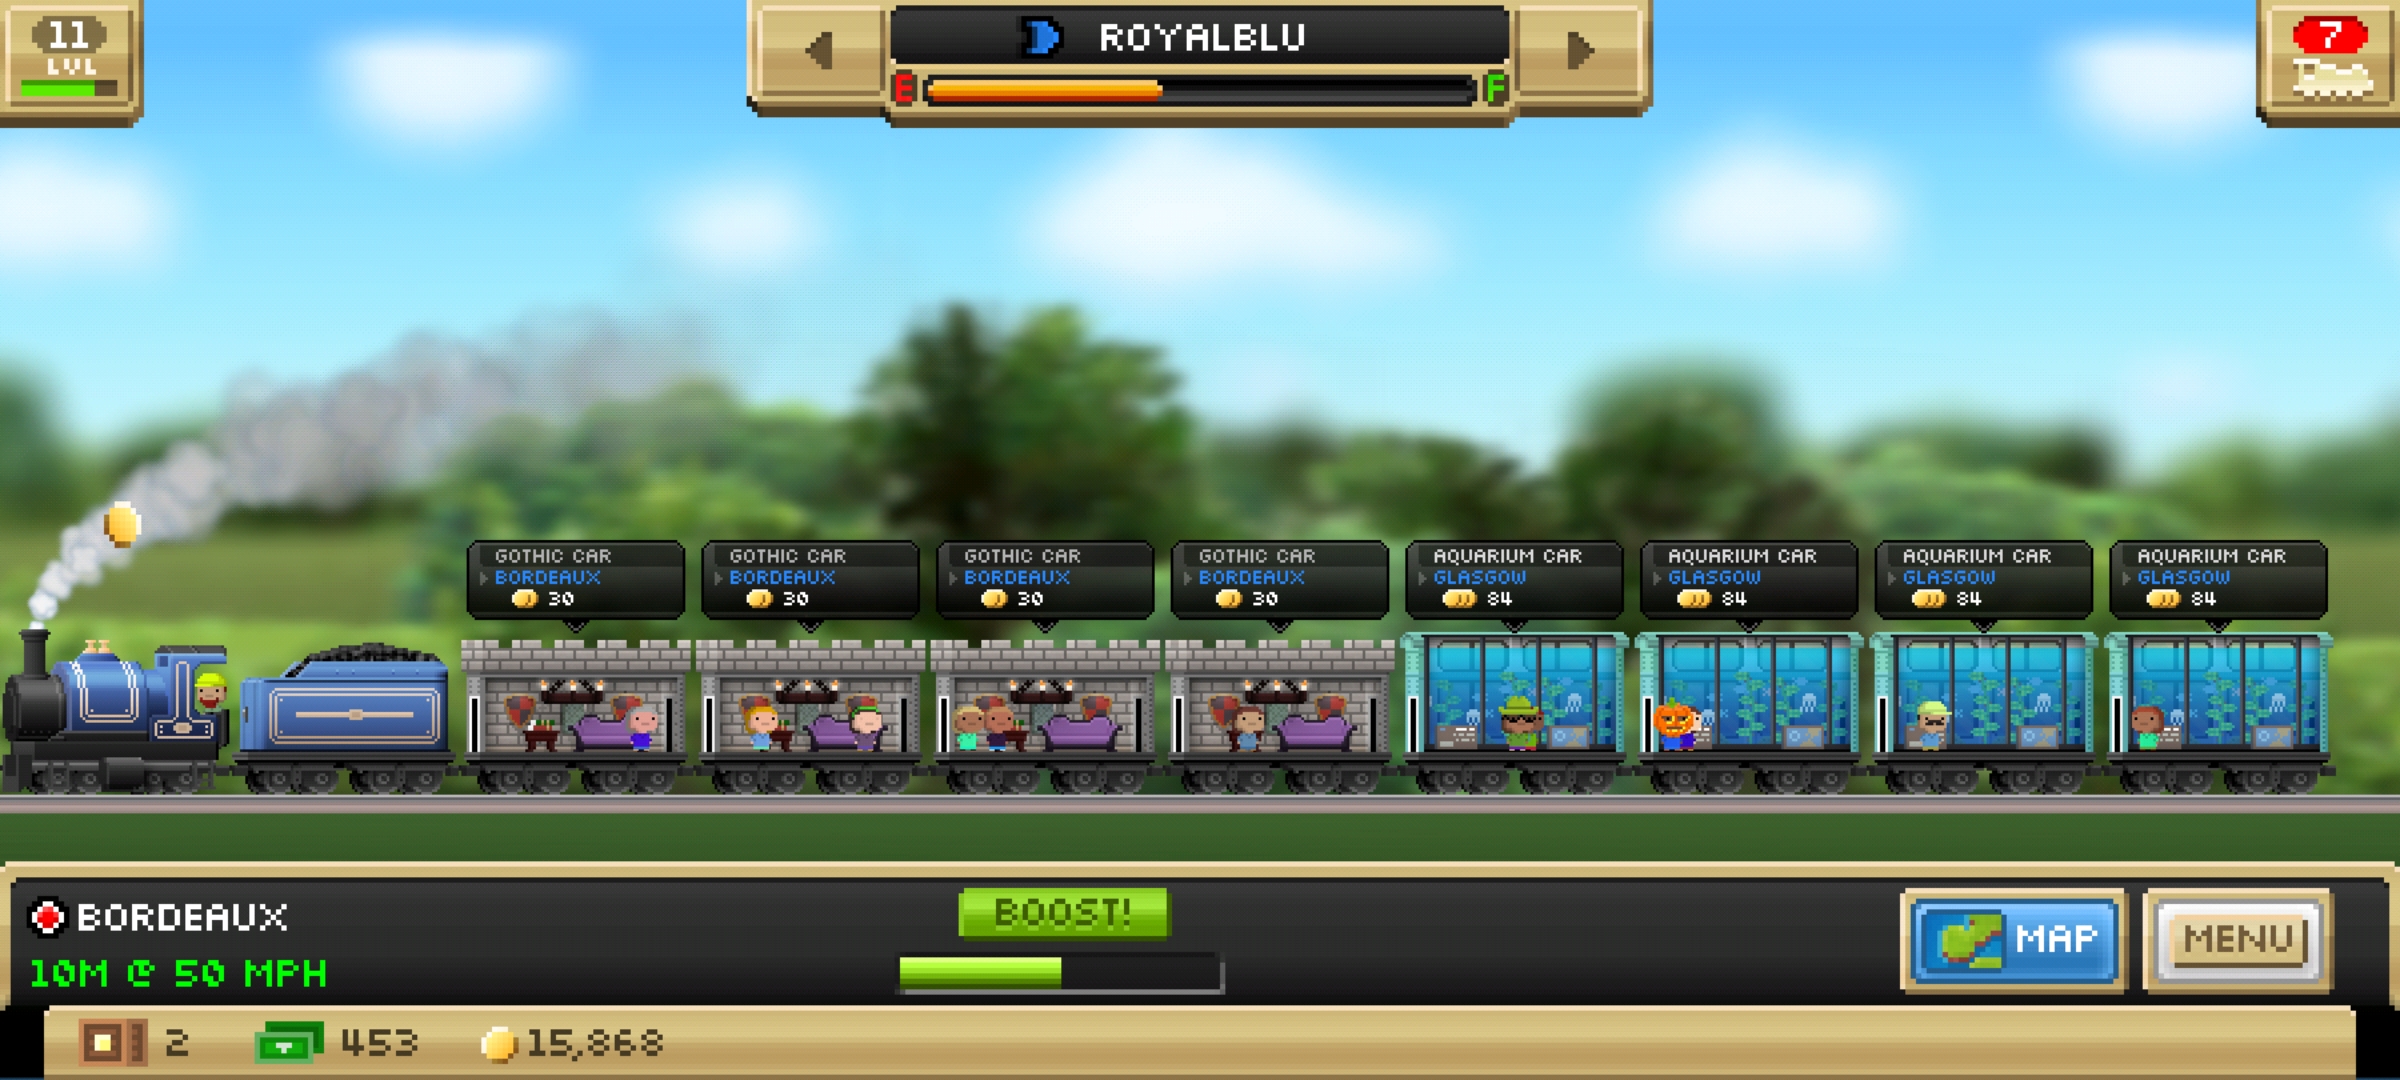 11
LVL
ROYALBLU
E F
7
GOTHIC CAR
BORDEAUX
30
GOTHIC CAR
BORDEAUX
30
GOTHIC CAR
BORDEAUX
30
GOTHIC CAR
BORDEAUX
30
AQUARIUM CAR
GLASGOW
84
AQUARIUM CAR
GLASGOW
84
AQUARIUM CAR
GLASGOW
84
AQUARIUM CAR
GLASGOW
84
BORDEAUX
10M @ 50 MPH
BOOST!
MAP
MENU
2
453
15,868